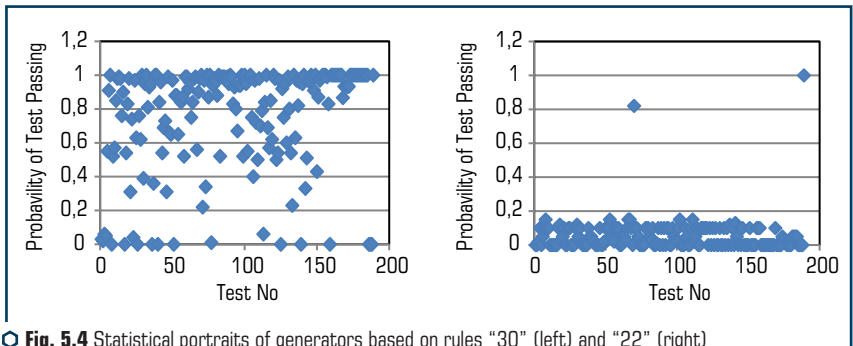 1,2
1
0,8
0,6
0,4
0,2
0
Probavility of Test Passing
0 50 100 150 200
Test No
1,2
1
0,8
0,6
0,4
0,2
0
Probavility of Test Passing
0 50 100 150 200
Test No
Fig. 5.4 Statistical portraits of generators based on rules “30” (left) and “22” (right)